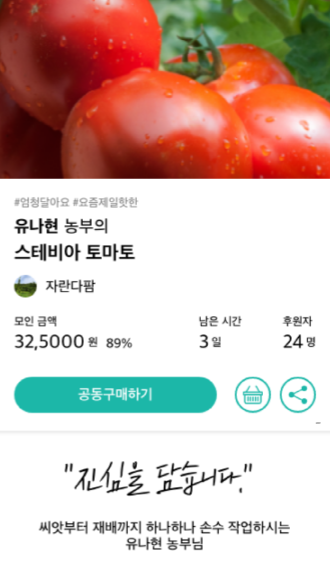 #엄청달아요 #요즘제일핫한
유나현 농부의
스테비아 토마토
자란다팜
모인 금액 남은 시간 후원자
32,5000 원 89% 3 일 24 명
공동구매하기
"진심을 담습니다."
씨앗부터 재배까지 하나하나 손수 작업하시는
유나현 농부님